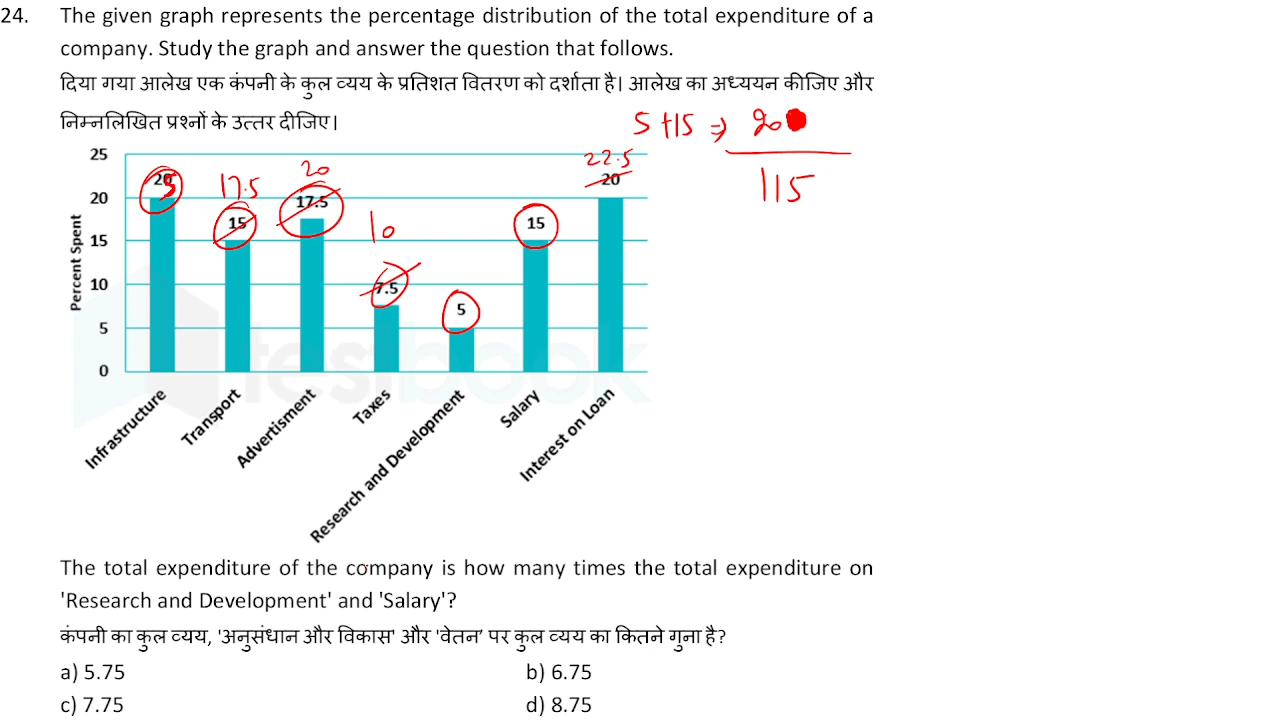 24. The given graph represents the percentage distribution of the total expenditure of a
company. Study the graph and answer the question that follows.
दिया गया आलेख एक कंपनी के कुल व्यय के प्रतिशत वितरण को दर्शाता है। आलेख का अध्ययन कीजिए और
निम्नलिखित प्रश्नों के उत्तर दीजिए।
5 +15 ⇒ 20
115
25
20
15
10
5
0
Percent Spent
20
17.5
15
20
17.5
10
7.5
5
15
22.5
20
testbook
Infrastructure
Transport
Advertisment
Taxes
Research and Development
Salary
Interest on Loan
The total expenditure of the company is how many times the total expenditure on
'Research and Development' and 'Salary'?
कंपनी का कुल व्यय, 'अनुसंधान और विकास' और 'वेतन' पर कुल व्यय का कितने गुना है?
a) 5.75 b) 6.75
c) 7.75 d) 8.75